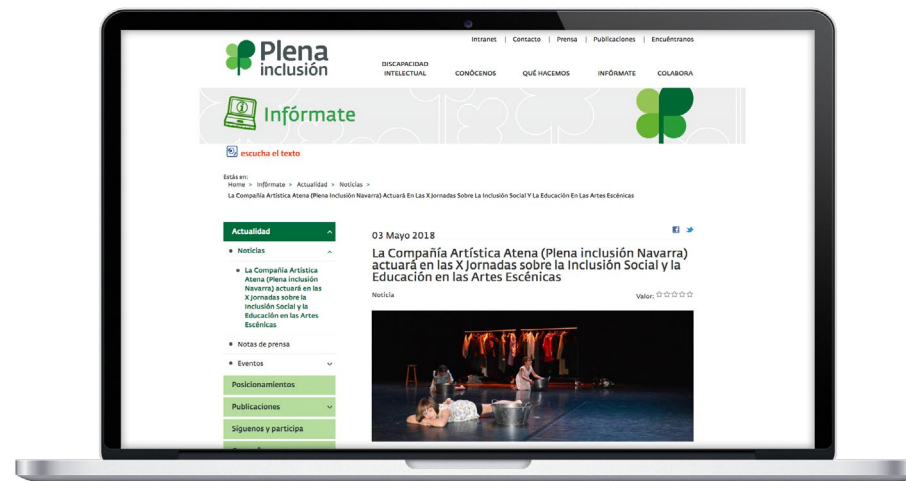 Intranet | Contacto | Prensa | Publicaciones | Encuéntranos
Plena
inclusión
DISCAPACIDAD
INTELECTUAL
CONÓCENOS
QUÉ HACEMOS
INFÓRMATE
COLABORA
Infórmate
escucha el texto
Estás en:
Home > Infórmate > Actualidad > Noticias >
La Compañía Artística Atena (Plena Inclusión Navarra) Actuará En Las X Jornadas Sobre La Inclusión Social Y La Educación En Las Artes Escénicas
Actualidad
Noticias
La Compañía Artística
Atena (Plena inclusión
Navarra) actuará en las
X Jornadas sobre la
Inclusión Social y la
Educación en las Artes
Escénicas
Notas de prensa
Eventos
Posicionamientos
Publicaciones
Síguenos y participa
03 Mayo 2018
La Compañía Artística Atena (Plena inclusión Navarra)
actuará en las X Jornadas sobre la Inclusión Social y la
Educación en las Artes Escénicas
Noticia
Valor: